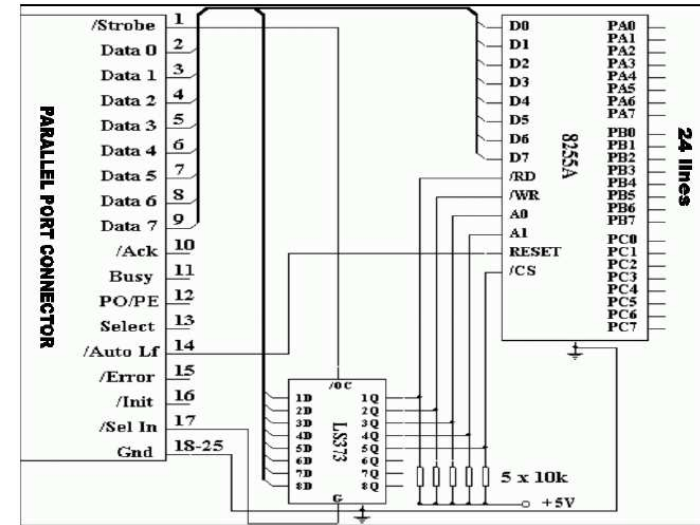 PARALLEL PORT CONNECTOR
/Strobe 1
Data 0 2
Data 1 3
Data 2 4
Data 3 5
Data 4 6
Data 5 7
Data 6 8
Data 7 9
/Ack 10
Busy 11
PO/PE 12
Select 13
/Auto Lf 14
/Error 15
/Init 16
/Sel In 17
Gnd 18-25
/OC
1D 1Q
2D 2Q
3D 3Q
4D 4Q
5D 5Q
6D 6Q
7D 7Q
8D 8Q
LS373
G
D0
D1
D2
D3
D4
D5
D6
D7
/RD
/WR
A0
A1
RESET
/CS
8255A
PA0
PA1
PA2
PA3
PA4
PA5
PA6
PA7
PB0
PB1
PB2
PB3
PB4
PB5
PB6
PB7
PC0
PC1
PC2
PC3
PC4
PC5
PC6
PC7
24 lines
5 x 10k
+5V